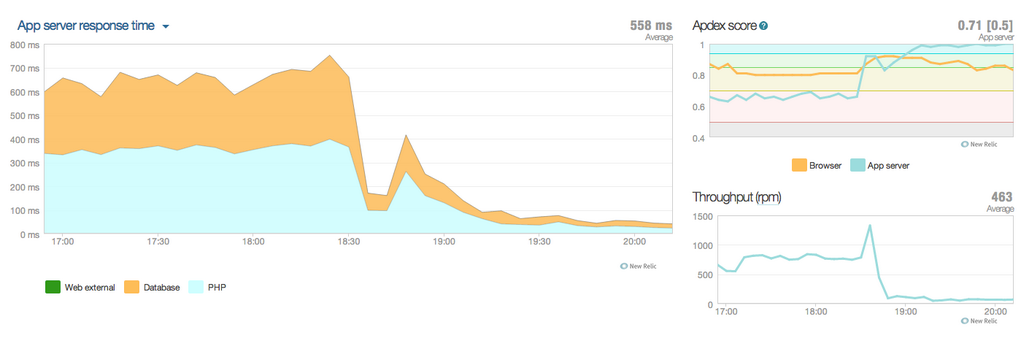 App server response time
558 ms
Average
800 ms
700 ms
600 ms
500 ms
400 ms
300 ms
200 ms
100 ms
0 ms
17:00 17:30 18:00 18:30 19:00 19:30 20:00
New Relic
Web external Database PHP
Apdex score ?
0.71 [0.5]
App server
1
0.8
0.6
0.4
New Relic
Browser App server
Throughput (rpm)
463
Average
1500
1000
500
0
17:00 18:00 19:00 20:00
New Relic